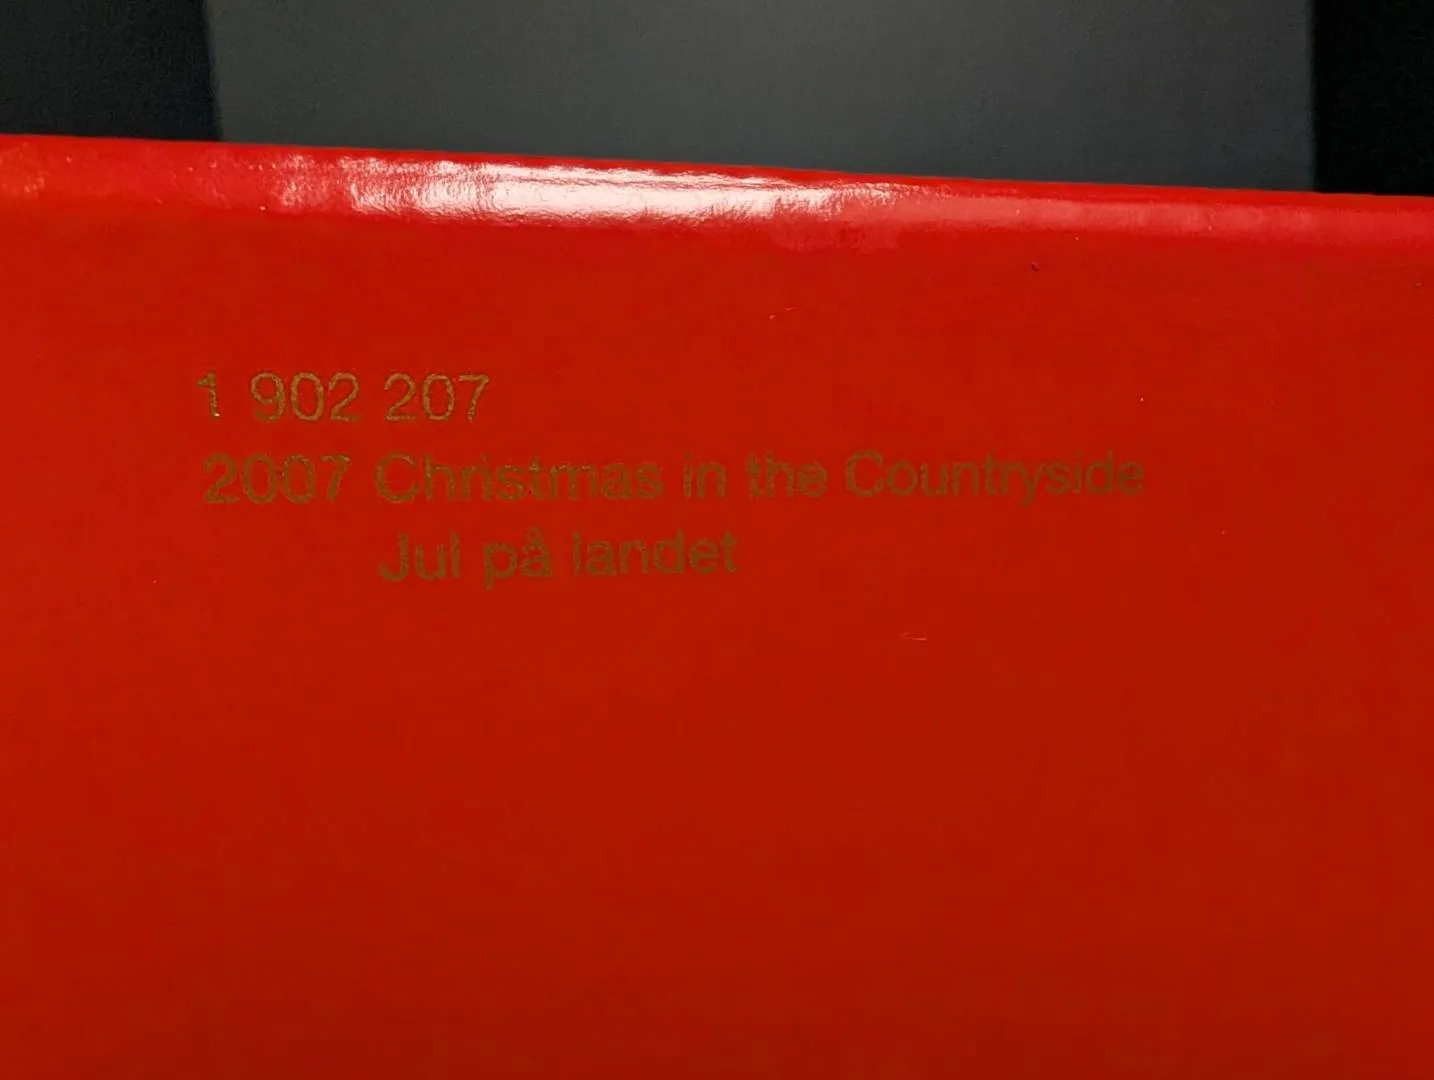 1 902 207
2007 Christmas in the Countryside
Jul på landet